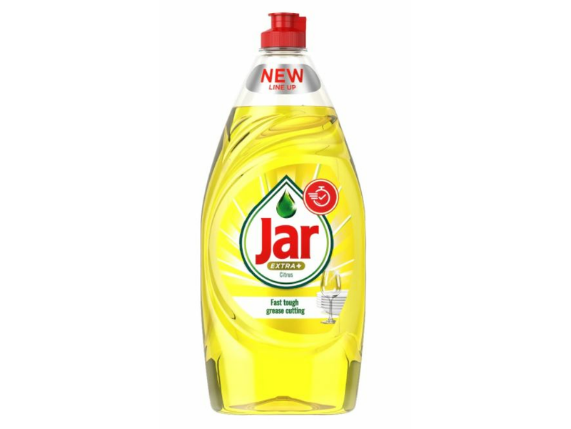 NEW
LINE UP
Jar
EXTRA+
Citrus
Fast tough
grease cutting